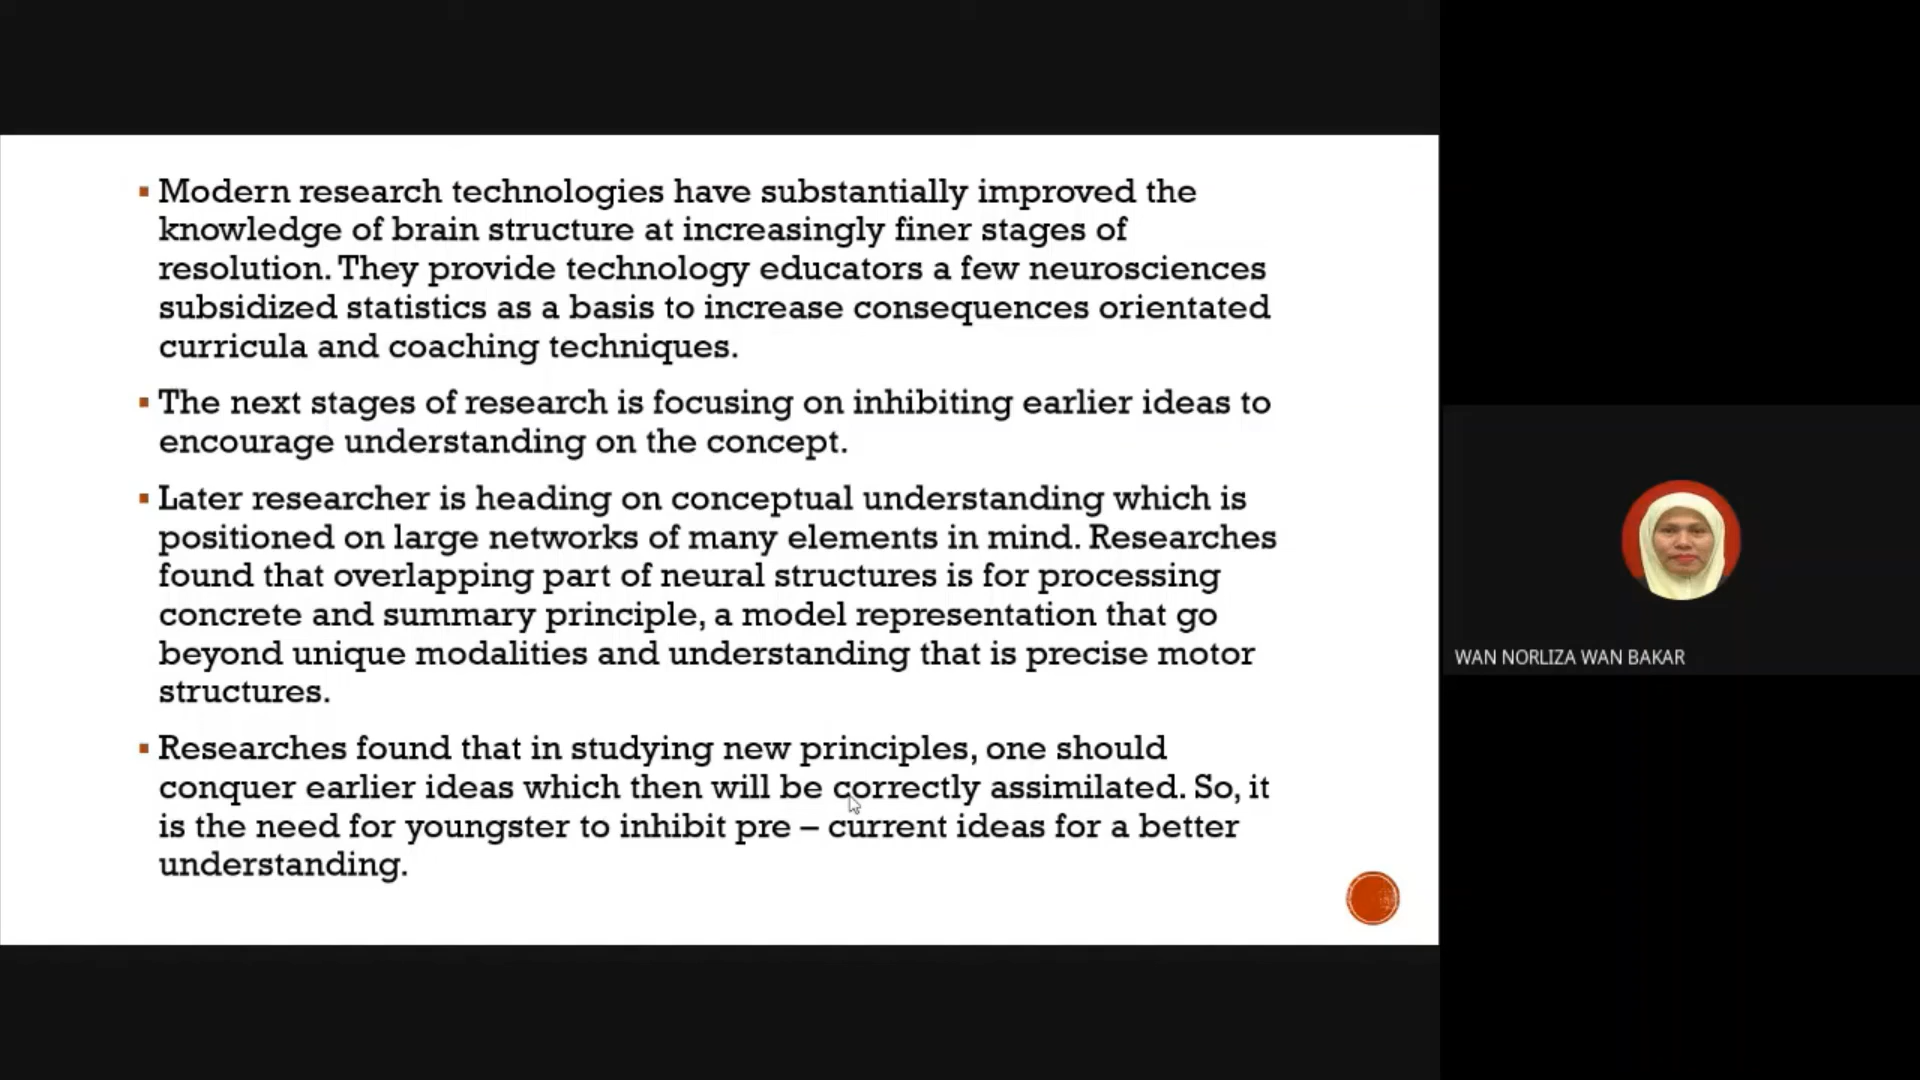 Modern research technologies have substantially improved the
knowledge of brain structure at increasingly finer stages of
resolution. They provide technology educators a few neurosciences
subsidized statistics as a basis to increase consequences orientated
curricula and coaching techniques.
The next stages of research is focusing on inhibiting earlier ideas to
encourage understanding on the concept.
Later researcher is heading on conceptual understanding which is
positioned on large networks of many elements in mind. Researches
found that overlapping part of neural structures is for processing
concrete and summary principle, a model representation that go
beyond unique modalities and understanding that is precise motor
structures.
Researches found that in studying new principles, one should
conquer earlier ideas which then will be correctly assimilated. So, it
is the need for youngster to inhibit pre – current ideas for a better
understanding.
WAN NORLIZA WAN BAKAR